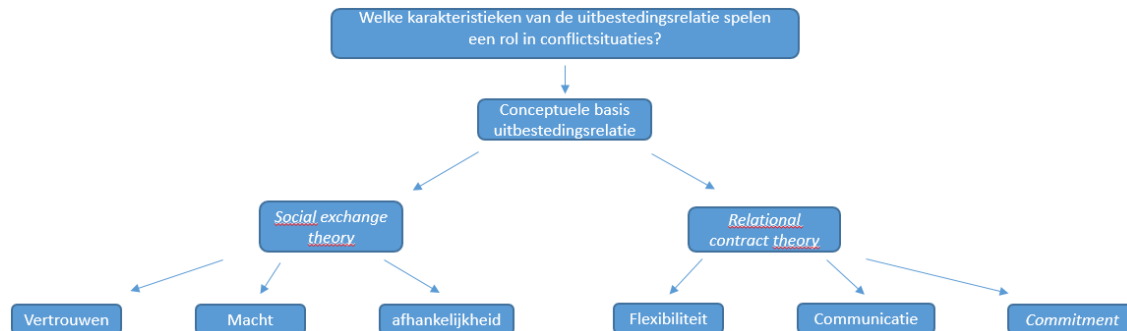 Welke karakteristieken van de uitbestedingsrelatie spelen
een rol in conflictsituaties?
Conceptuele basis
uitbestedingsrelatie
Social exchange
theory
Relational
contract theory
Vertrouwen
Macht
afhankelijkheid
Flexibiliteit
Communicatie
Commitment